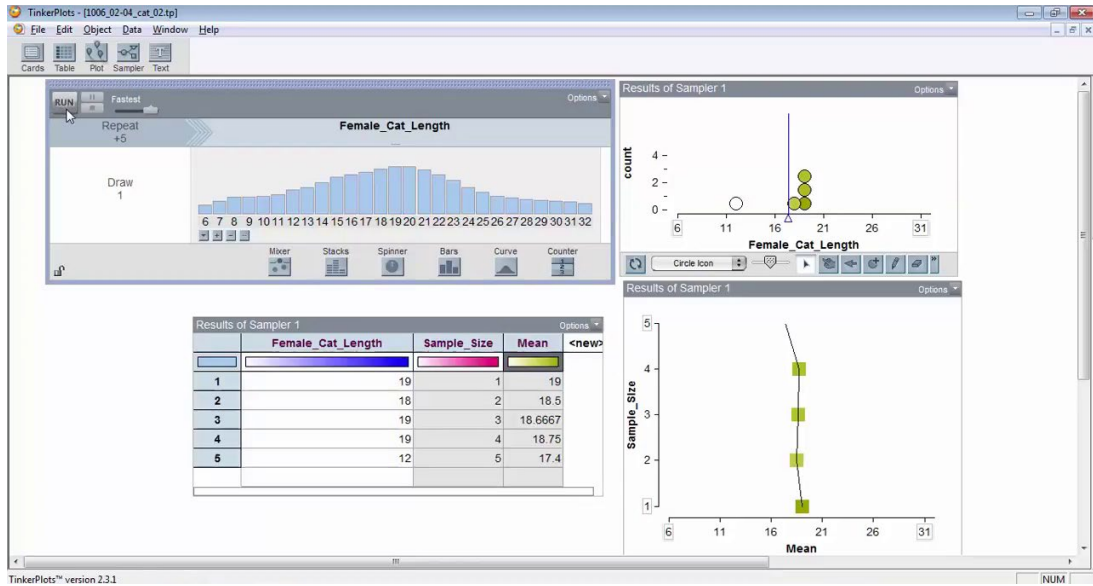 TinkerPlots - [1006_02-04_cat_02.tp]
File Edit Object Data Window Help
Cards Table Plot Sampler Text
RUN
Fastest
Options
Repeat
+5
Female_Cat_Length
Draw
1
6 7 8 9 10 11 12 13 14 15 16 17 18 19 20 21 22 23 24 25 26 27 28 29 30 31 32
Mixer Stacks Spinner Bars Curve Counter
Results of Sampler 1 Options
count
4
2
0
6 11 16 21 26 31
Female_Cat_Length
Circle Icon
Results of Sampler 1 Options
Female_Cat_Length Sample_Size Mean <new>
1 19 1 19
2 18 2 18.5
3 19 3 18.6667
4 19 4 18.75
5 12 5 17.4
Results of Sampler 1 Options
Sample_Size
5
4
3
2
1
6 11 16 21 26 31
Mean
TinkerPlots™ version 2.3.1
NUM